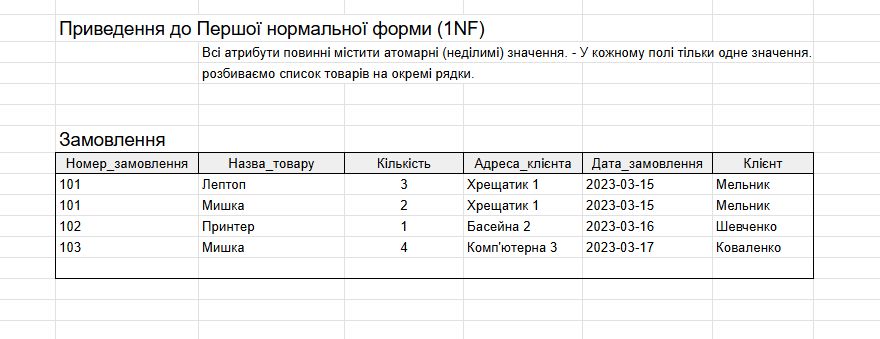 Приведення до Першої нормальної форми (1NF)
Всі атрибути повинні містити атомарні (неділимі) значення. - У кожному полі тільки одне значення.
розбиваємо список товарів на окремі рядки.
Замовлення
Номер_замовлення Назва_товару Кількість Адреса_клієнта Дата_замовлення Клієнт
101 Лептоп 3 Хрещатик 1 2023-03-15 Мельник
101 Мишка 2 Хрещатик 1 2023-03-15 Мельник
102 Принтер 1 Басейна 2 2023-03-16 Шевченко
103 Мишка 4 Комп'ютерна 3 2023-03-17 Коваленко